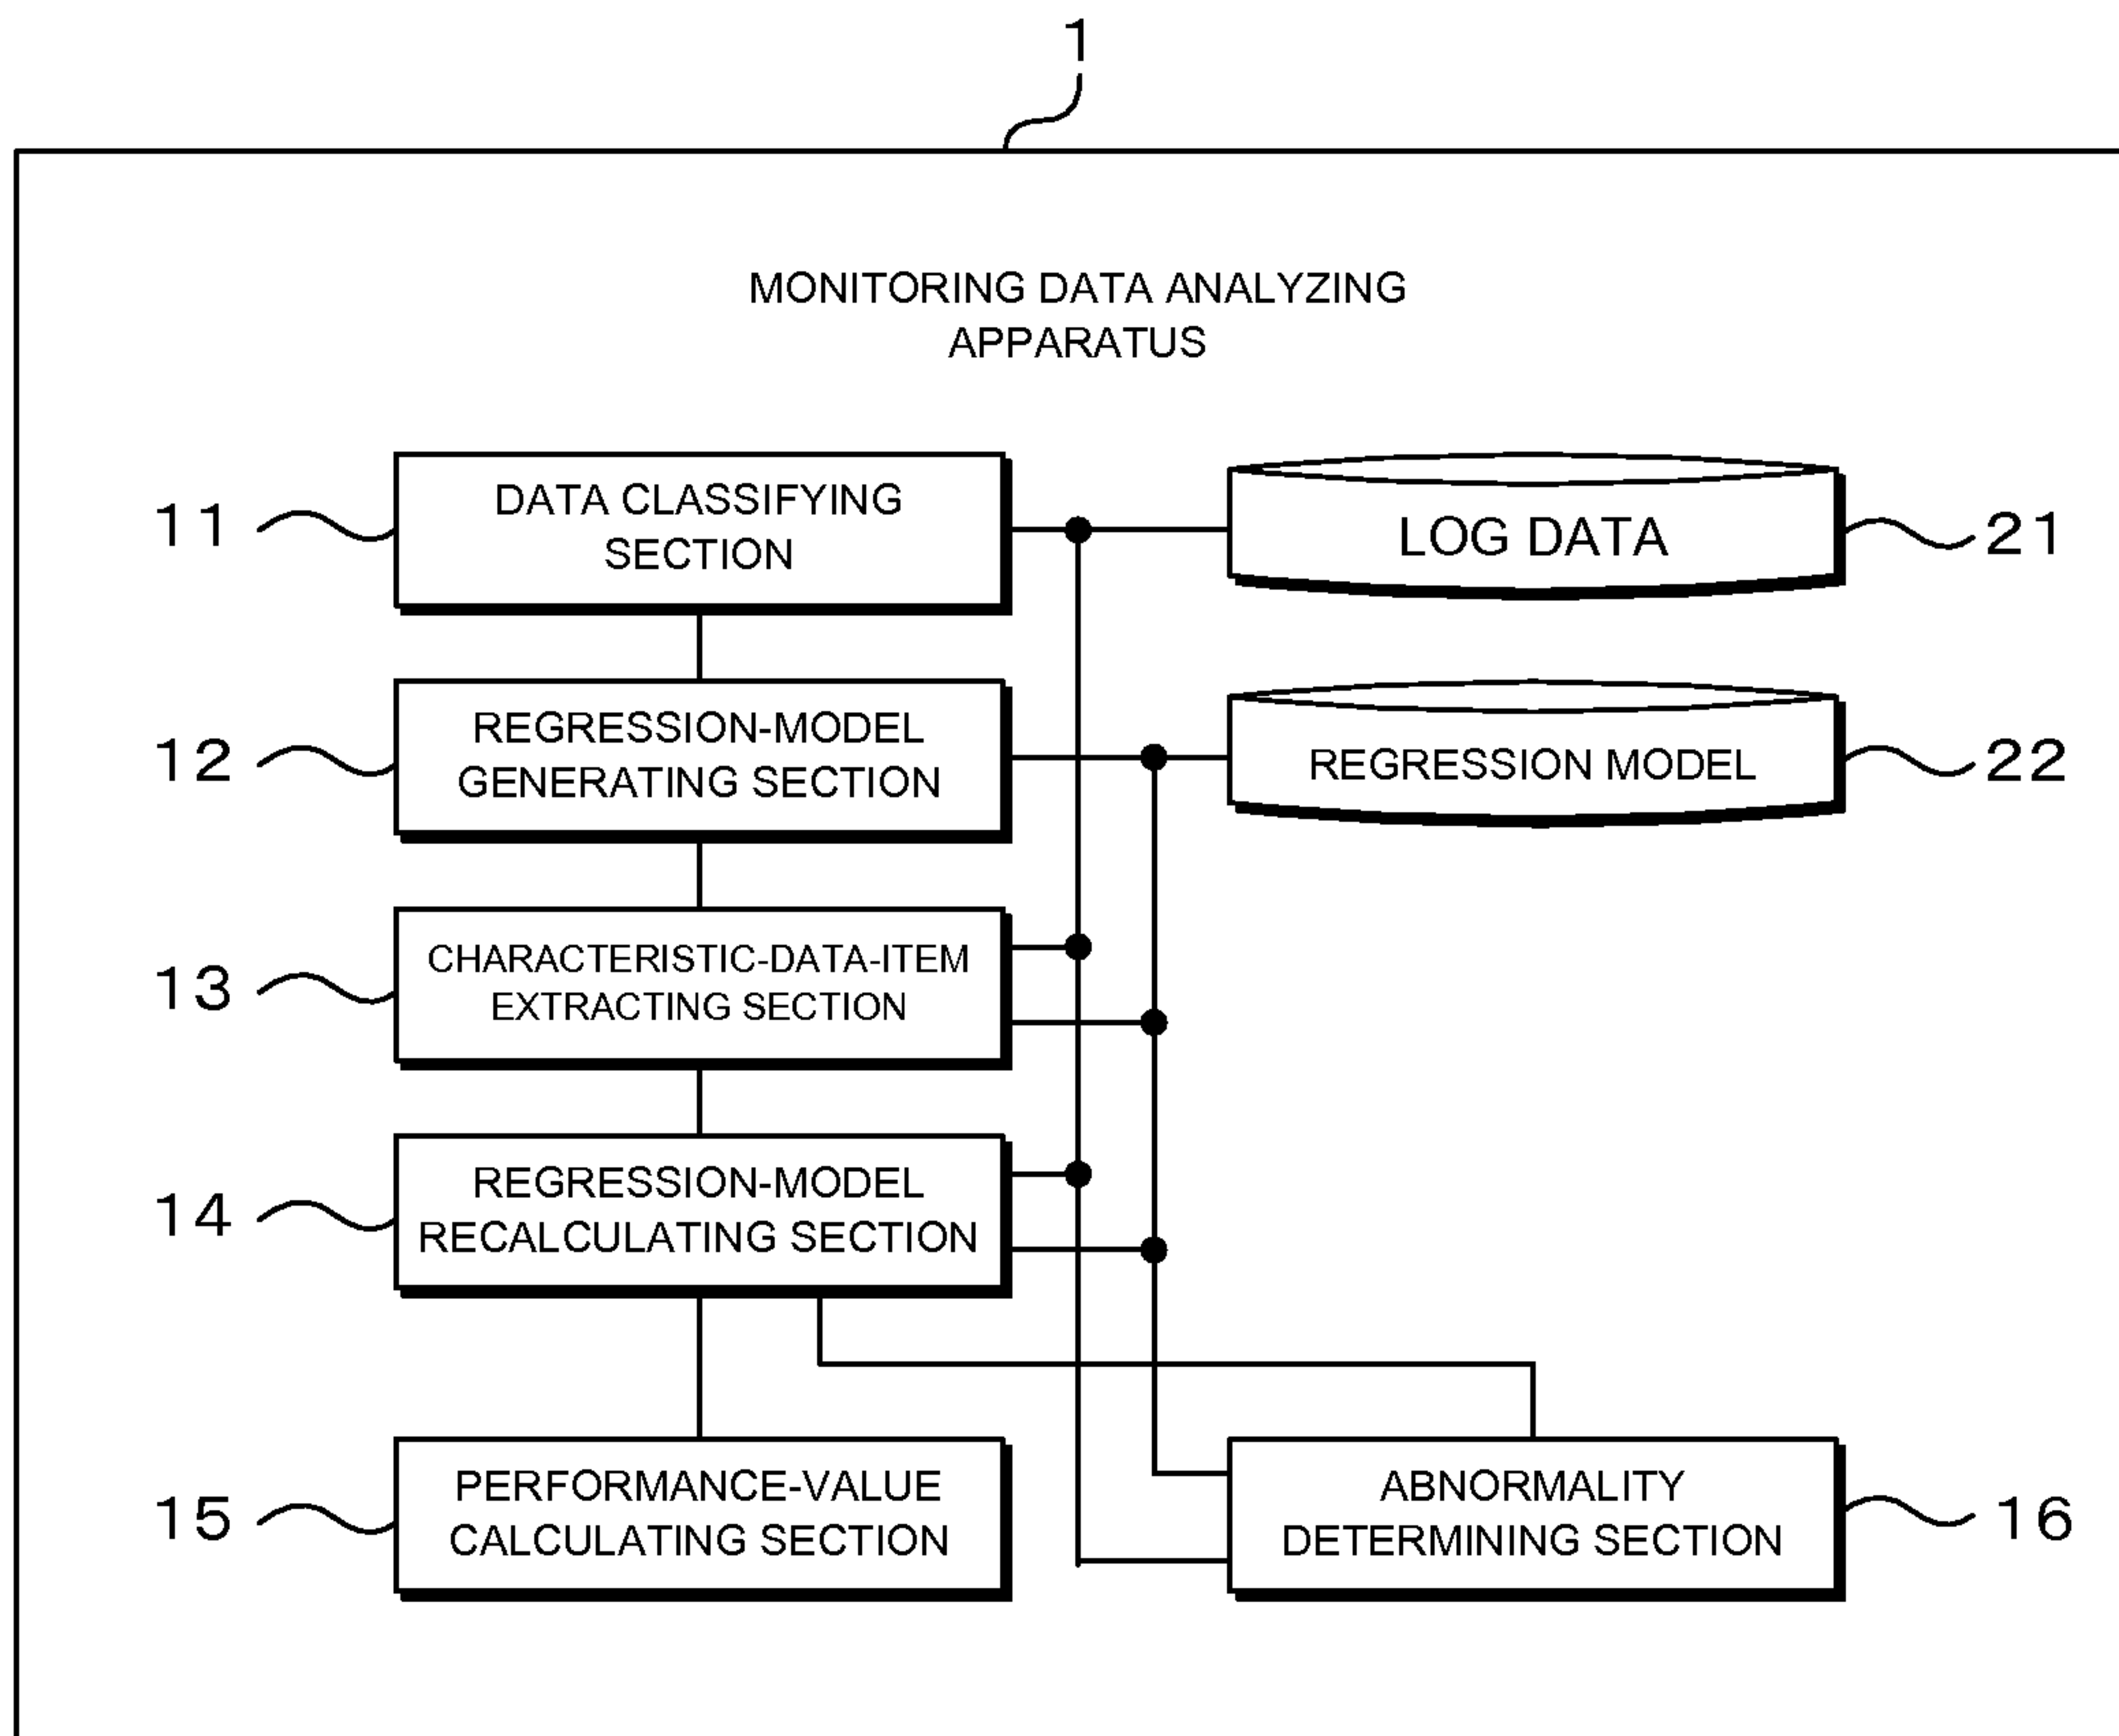 1
MONITORING DATA ANALYZING
APPARATUS
11
DATA CLASSIFYING
SECTION
LOG DATA
21
12
REGRESSION-MODEL
GENERATING SECTION
REGRESSION MODEL
22
13
CHARACTERISTIC-DATA-ITEM
EXTRACTING SECTION
14
REGRESSION-MODEL
RECALCULATING SECTION
15
PERFORMANCE-VALUE
CALCULATING SECTION
ABNORMALITY
DETERMINING SECTION
16